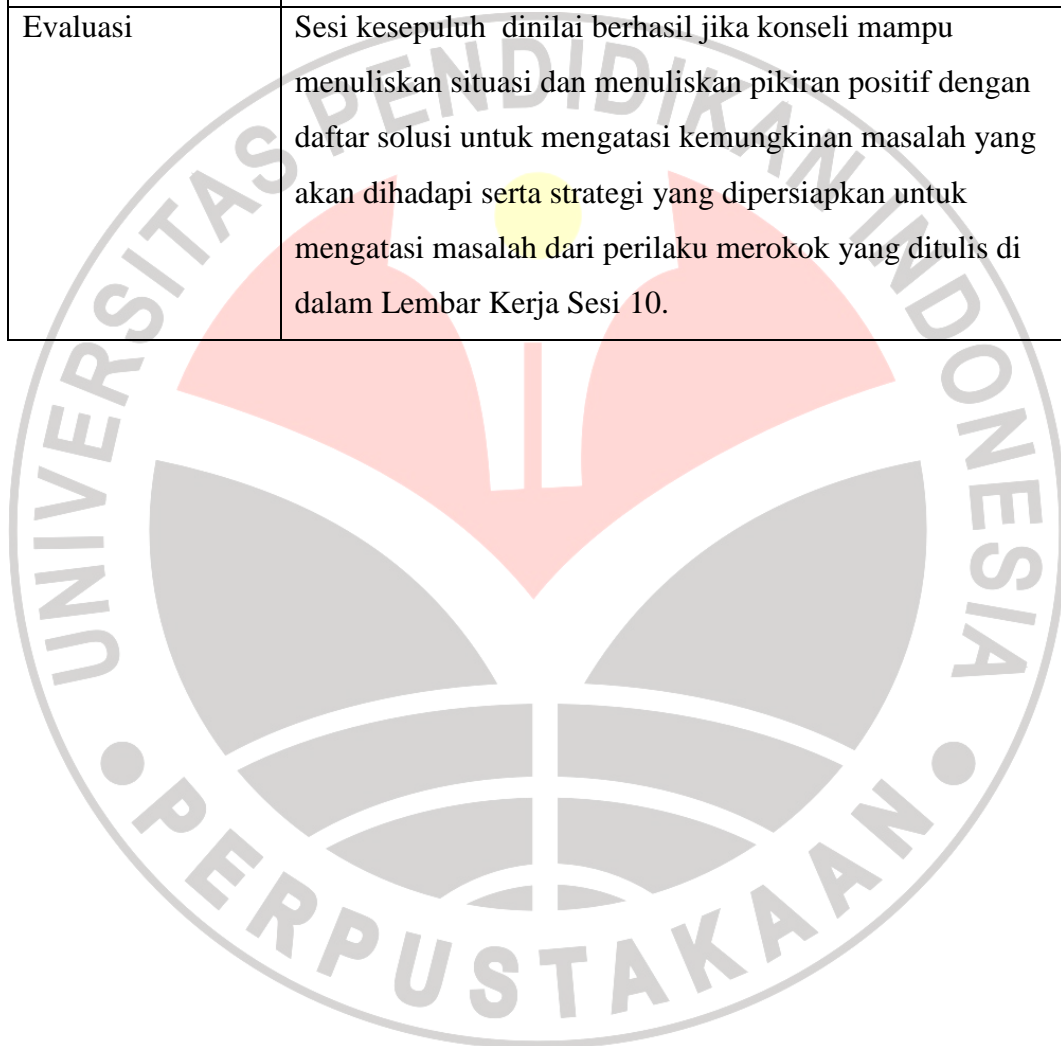 Evaluasi
Sesi kesepuluh dinilai berhasil jika konseli mampu
menuliskan situasi dan menuliskan pikiran positif dengan
daftar solusi untuk mengatasi kemungkinan masalah yang
akan dihadapi serta strategi yang dipersiapkan untuk
mengatasi masalah dari perilaku merokok yang ditulis di
dalam Lembar Kerja Sesi 10.
UNIVERSITAS PENDIDIKAN INDONESIA
PERPUSTAKAAN